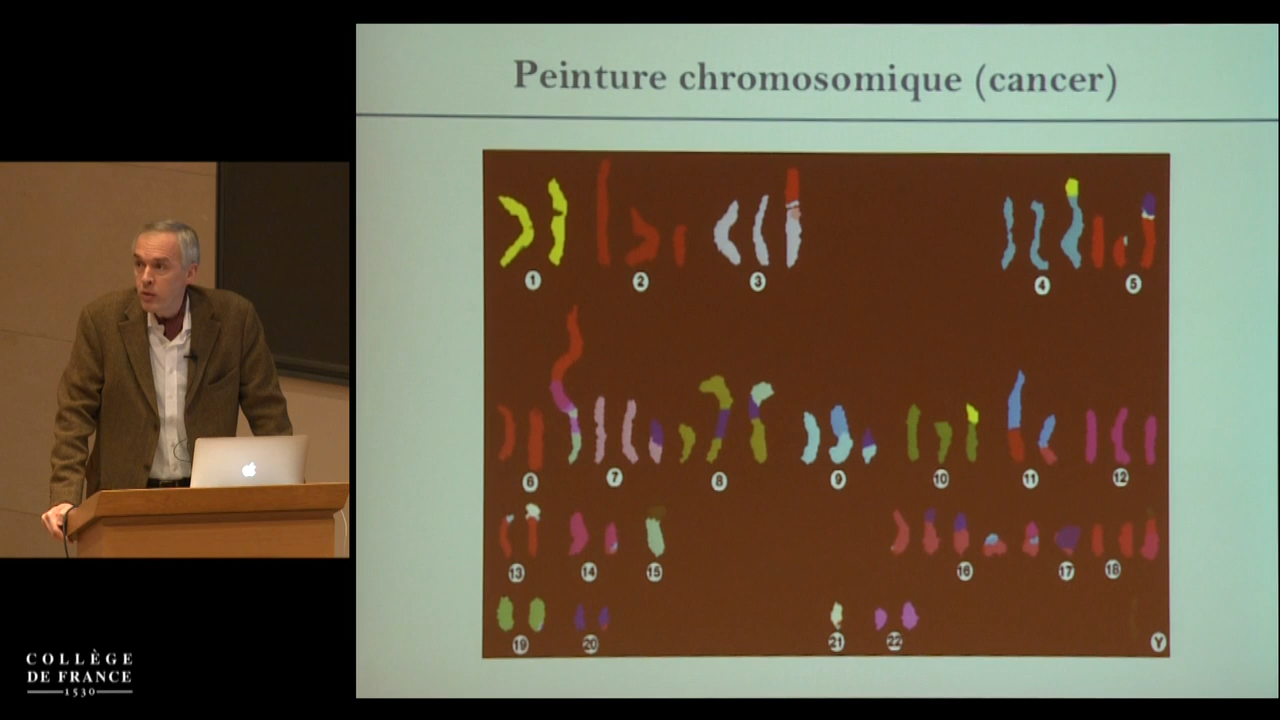 Peinture chromosomique (cancer)
1 2 3 4 5
6 7 8 9 10 11 12
13 14 15 16 17 18
19 20 21 22 Y
COLLÈGE
DE FRANCE
1530